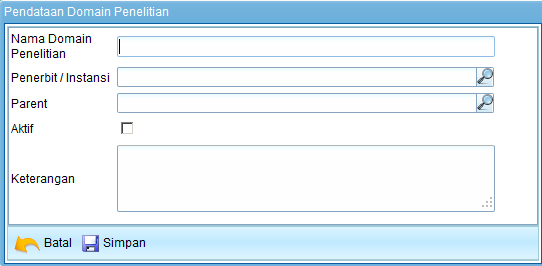 Pendataan Domain Penelitian
Nama Domain
Penelitian
Penerbit / Instansi
Parent
Aktif
Keterangan
Batal Simpan